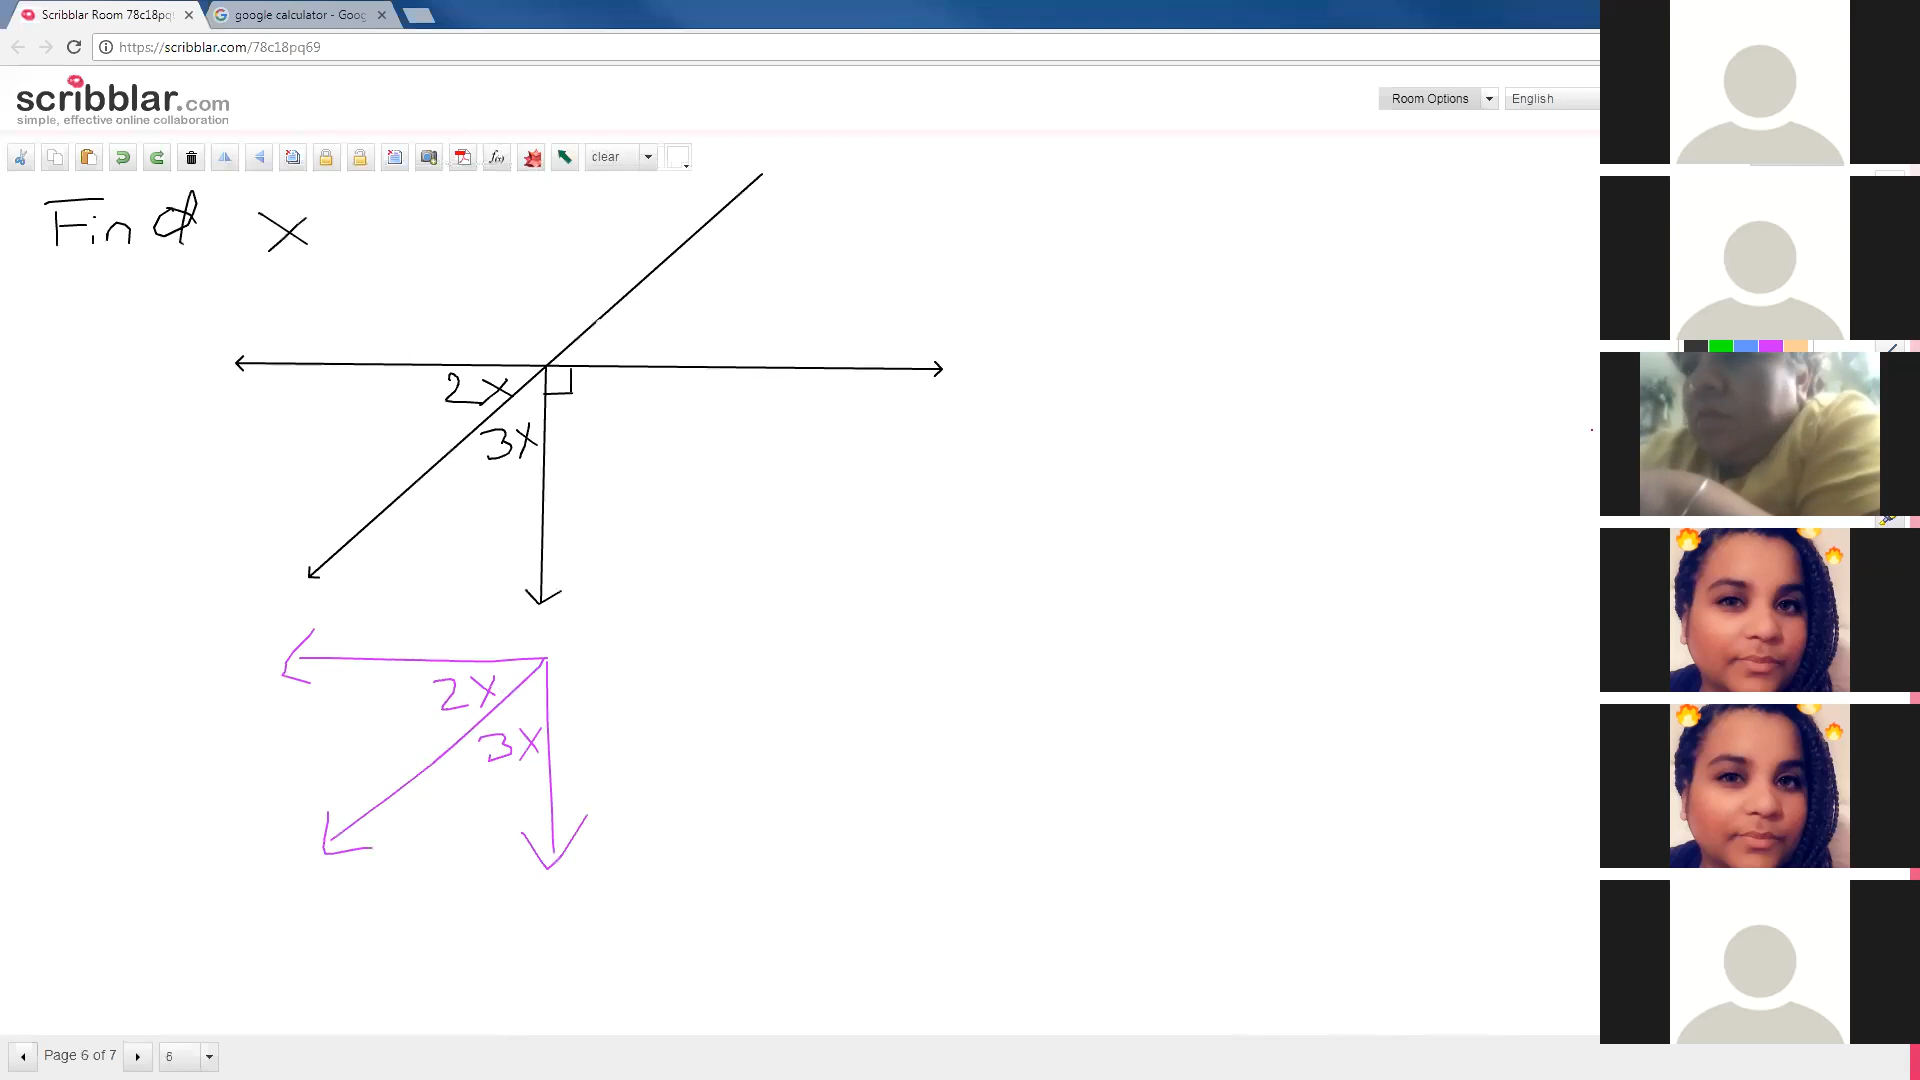 Scribblar Room 78c18pq
google calculator - Goog
https://scribblar.com/78c18pq69
scribblar.com
simple, effective online collaboration
Room Options
English
f(x)
clear
Find x
2x
3x
2x
3x
Page 6 of 7
6